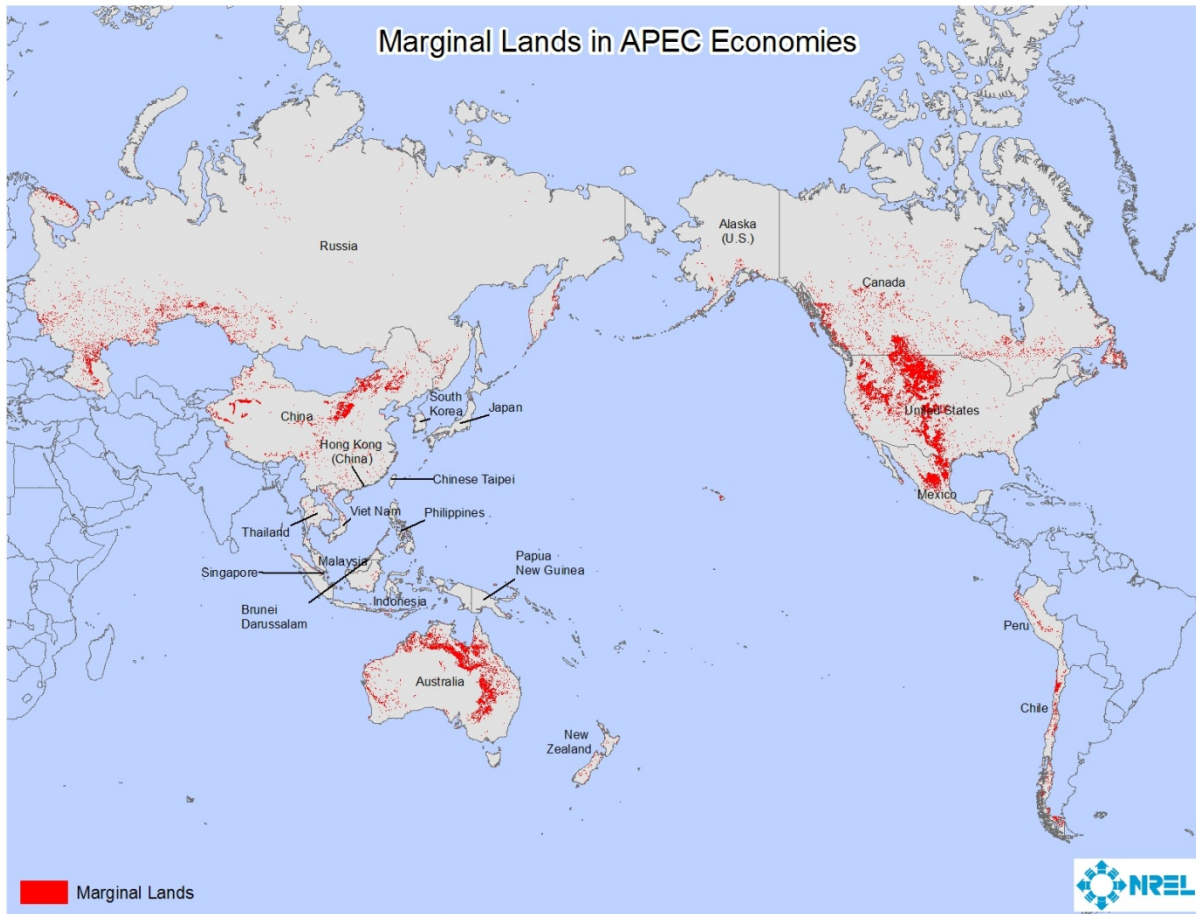 Marginal Lands in APEC Economies
Alaska
(U.S.)
Russia
Canada
South
Korea
Japan
China
United States
Hong Kong
(China)
Chinese Taipei
Mexico
Viet Nam
Philippines
Thailand
Malaysia
Papua
New Guinea
Singapore
Indonesia
Brunei
Darussalam
Peru
Australia
Chile
New
Zealand
Marginal Lands
NREL